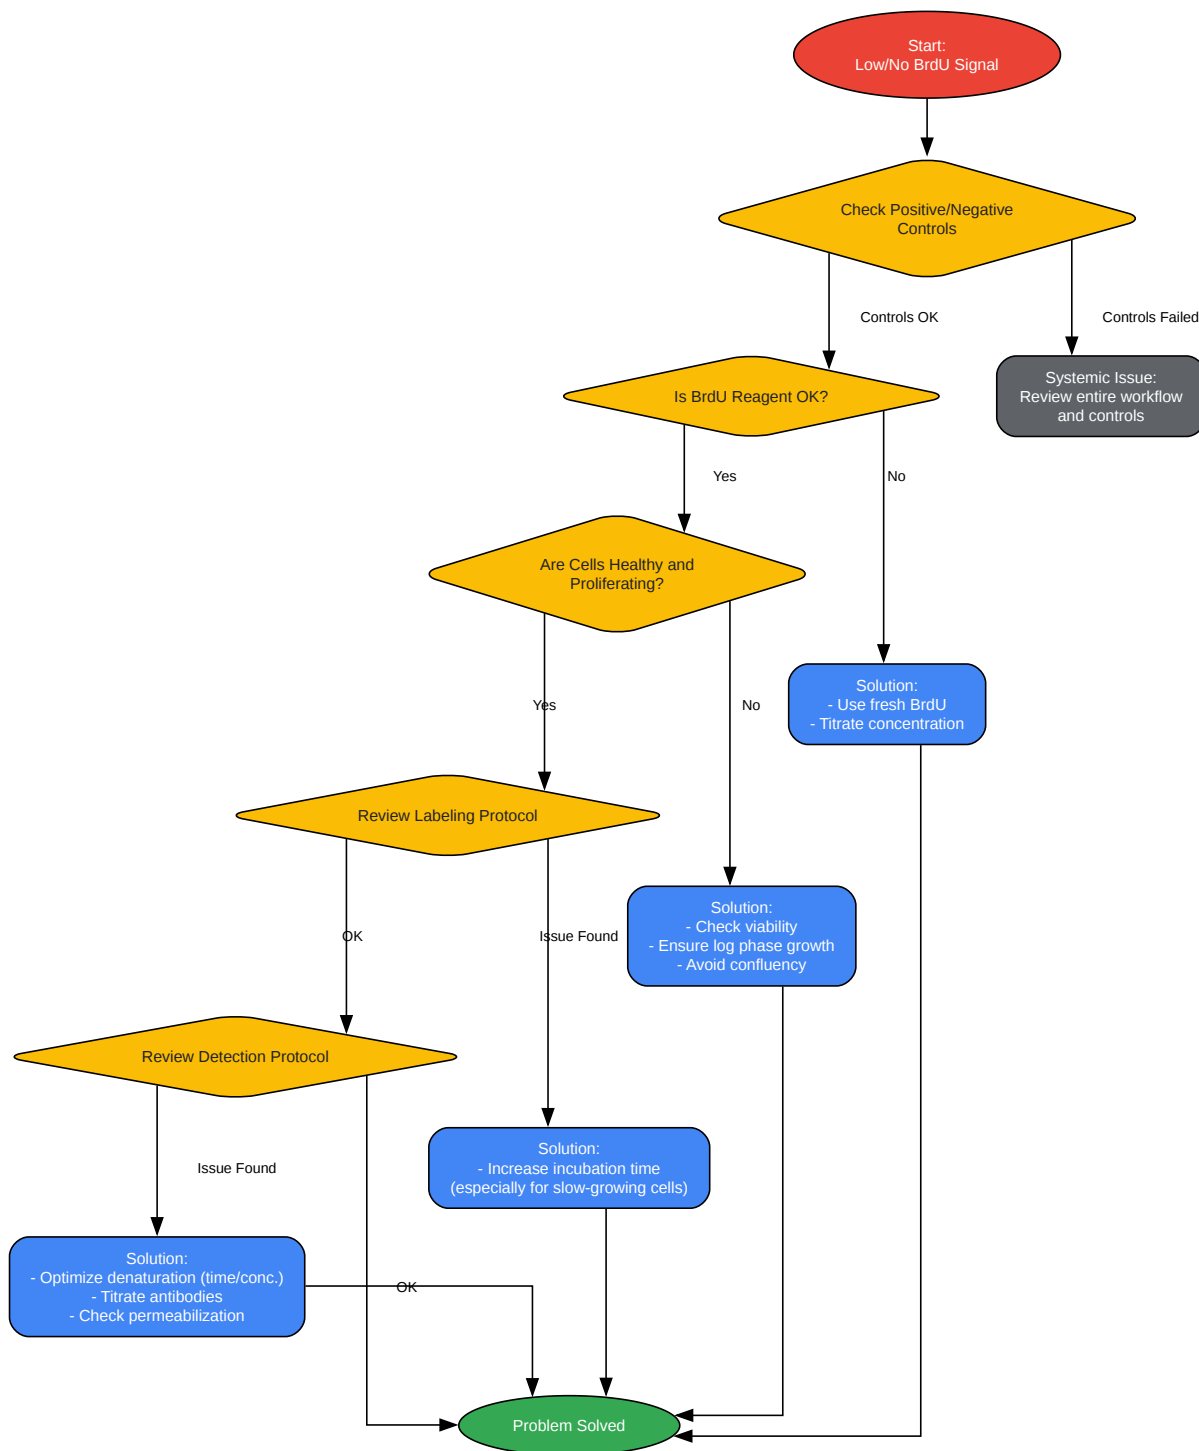 Start:
Low/No BrdU Signal
Check Positive/Negative
Controls
Controls OK
Controls Failed
Systemic Issue:
Review entire workflow
and controls
Is BrdU Reagent OK?
Yes
No
Are Cells Healthy and
Proliferating?
Solution:
- Use fresh BrdU
- Titrate concentration
Yes
No
Review Labeling Protocol
Solution:
- Check viability
- Ensure log phase growth
- Avoid confluency
OK
Issue Found
Review Detection Protocol
Solution:
- Increase incubation time
(especially for slow-growing cells)
Issue Found
Solution:
- Optimize denaturation (time/conc.)
- Titrate antibodies
- Check permeabilization
OK
Problem Solved